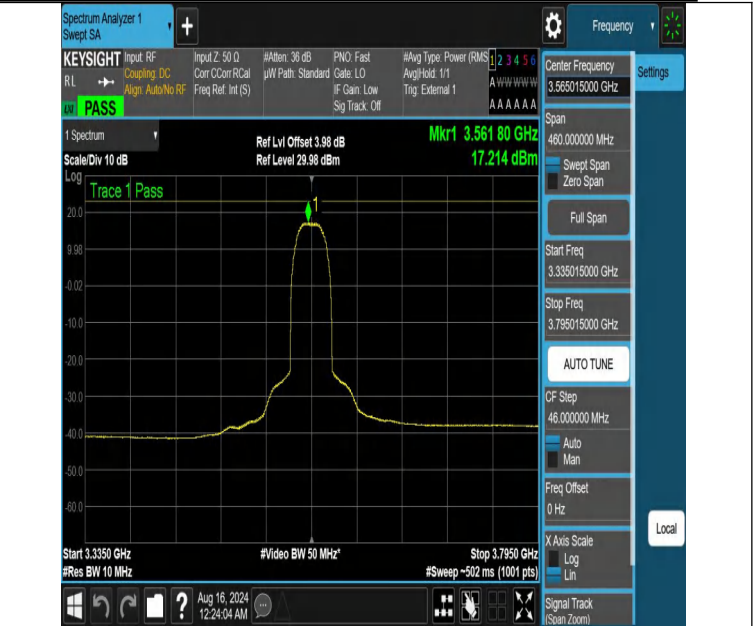 Spectrum Analyzer 1
Swept SA
+
Frequency
KEYSIGHT
RL
PASS
Input: RF
Coupling: DC
Align: Auto/No RF
Input Z: 50 Ω
Corr CCorr RCal
Freq Ref: Int (S)
#Atten: 36 dB
µW Path: Standard
PNO: Fast
Gate: LO
IF Gain: Low
Sig Track: Off
#Avg Type: Power (RMS)
Avg|Hold: 1/1
Trig: External 1
1 2 3 4 5 6
A W W W W W
A A A A A A
1 Spectrum
Scale/Div 10 dB
Ref Lvl Offset 3.98 dB
Ref Level 29.98 dBm
Mkr1 3.561 80 GHz
17.214 dBm
Log
Trace 1 Pass
1
20.0
9.98
-0.02
-10.0
-20.0
-30.0
-40.0
-50.0
-60.0
Start 3.3350 GHz
#Res BW 10 MHz
#Video BW 50 MHz*
Stop 3.7950 GHz
#Sweep ~502 ms (1001 pts)
?
Aug 16, 2024
12:24:04 AM
Center Frequency
3.565015000 GHz
Settings
Span
460.000000 MHz
Swept Span
Zero Span
Full Span
Start Freq
3.335015000 GHz
Stop Freq
3.795015000 GHz
AUTO TUNE
CF Step
46.000000 MHz
Auto
Man
Freq Offset
0 Hz
X Axis Scale
Log
Lin
Local
Signal Track
(Span Zoom)